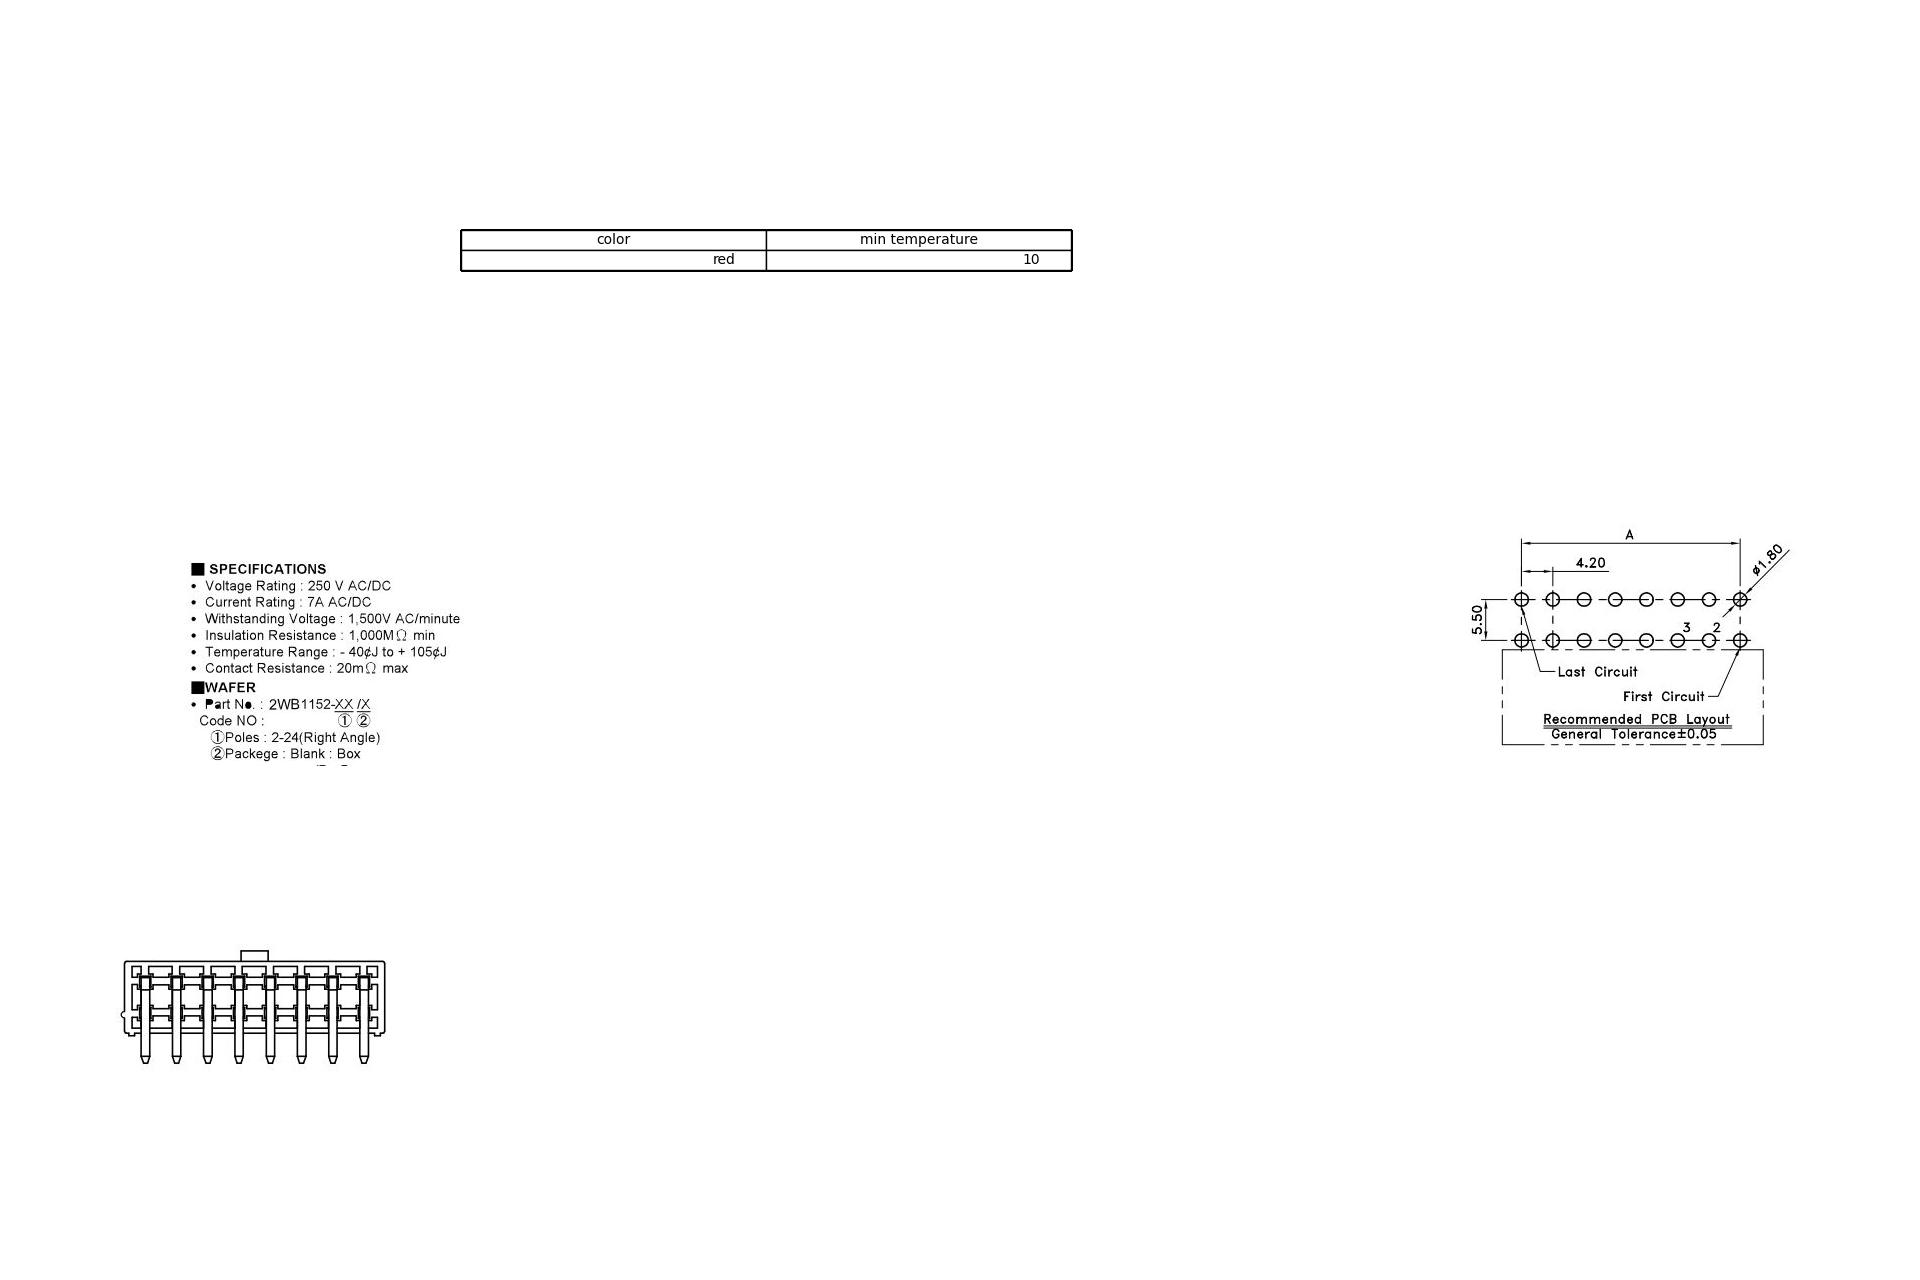 color min temperature
red 10
■ SPECIFICATIONS
• Voltage Rating : 250 V AC/DC
• Current Rating : 7A AC/DC
• Withstanding Voltage : 1,500V AC/minute
• Insulation Resistance : 1,000MΩ min
• Temperature Range : - 40¢J to + 105¢J
• Contact Resistance : 20mΩ max
■WAFER
• Part No. : 2WB1152-XX /X
Code NO : ① ②
①Poles : 2-24(Right Angle)
②Packege : Blank : Box
A
4.20
ø1.80
5.50
3 2
Last Circuit
First Circuit
Recommended PCB Layout
General Tolerance±0.05